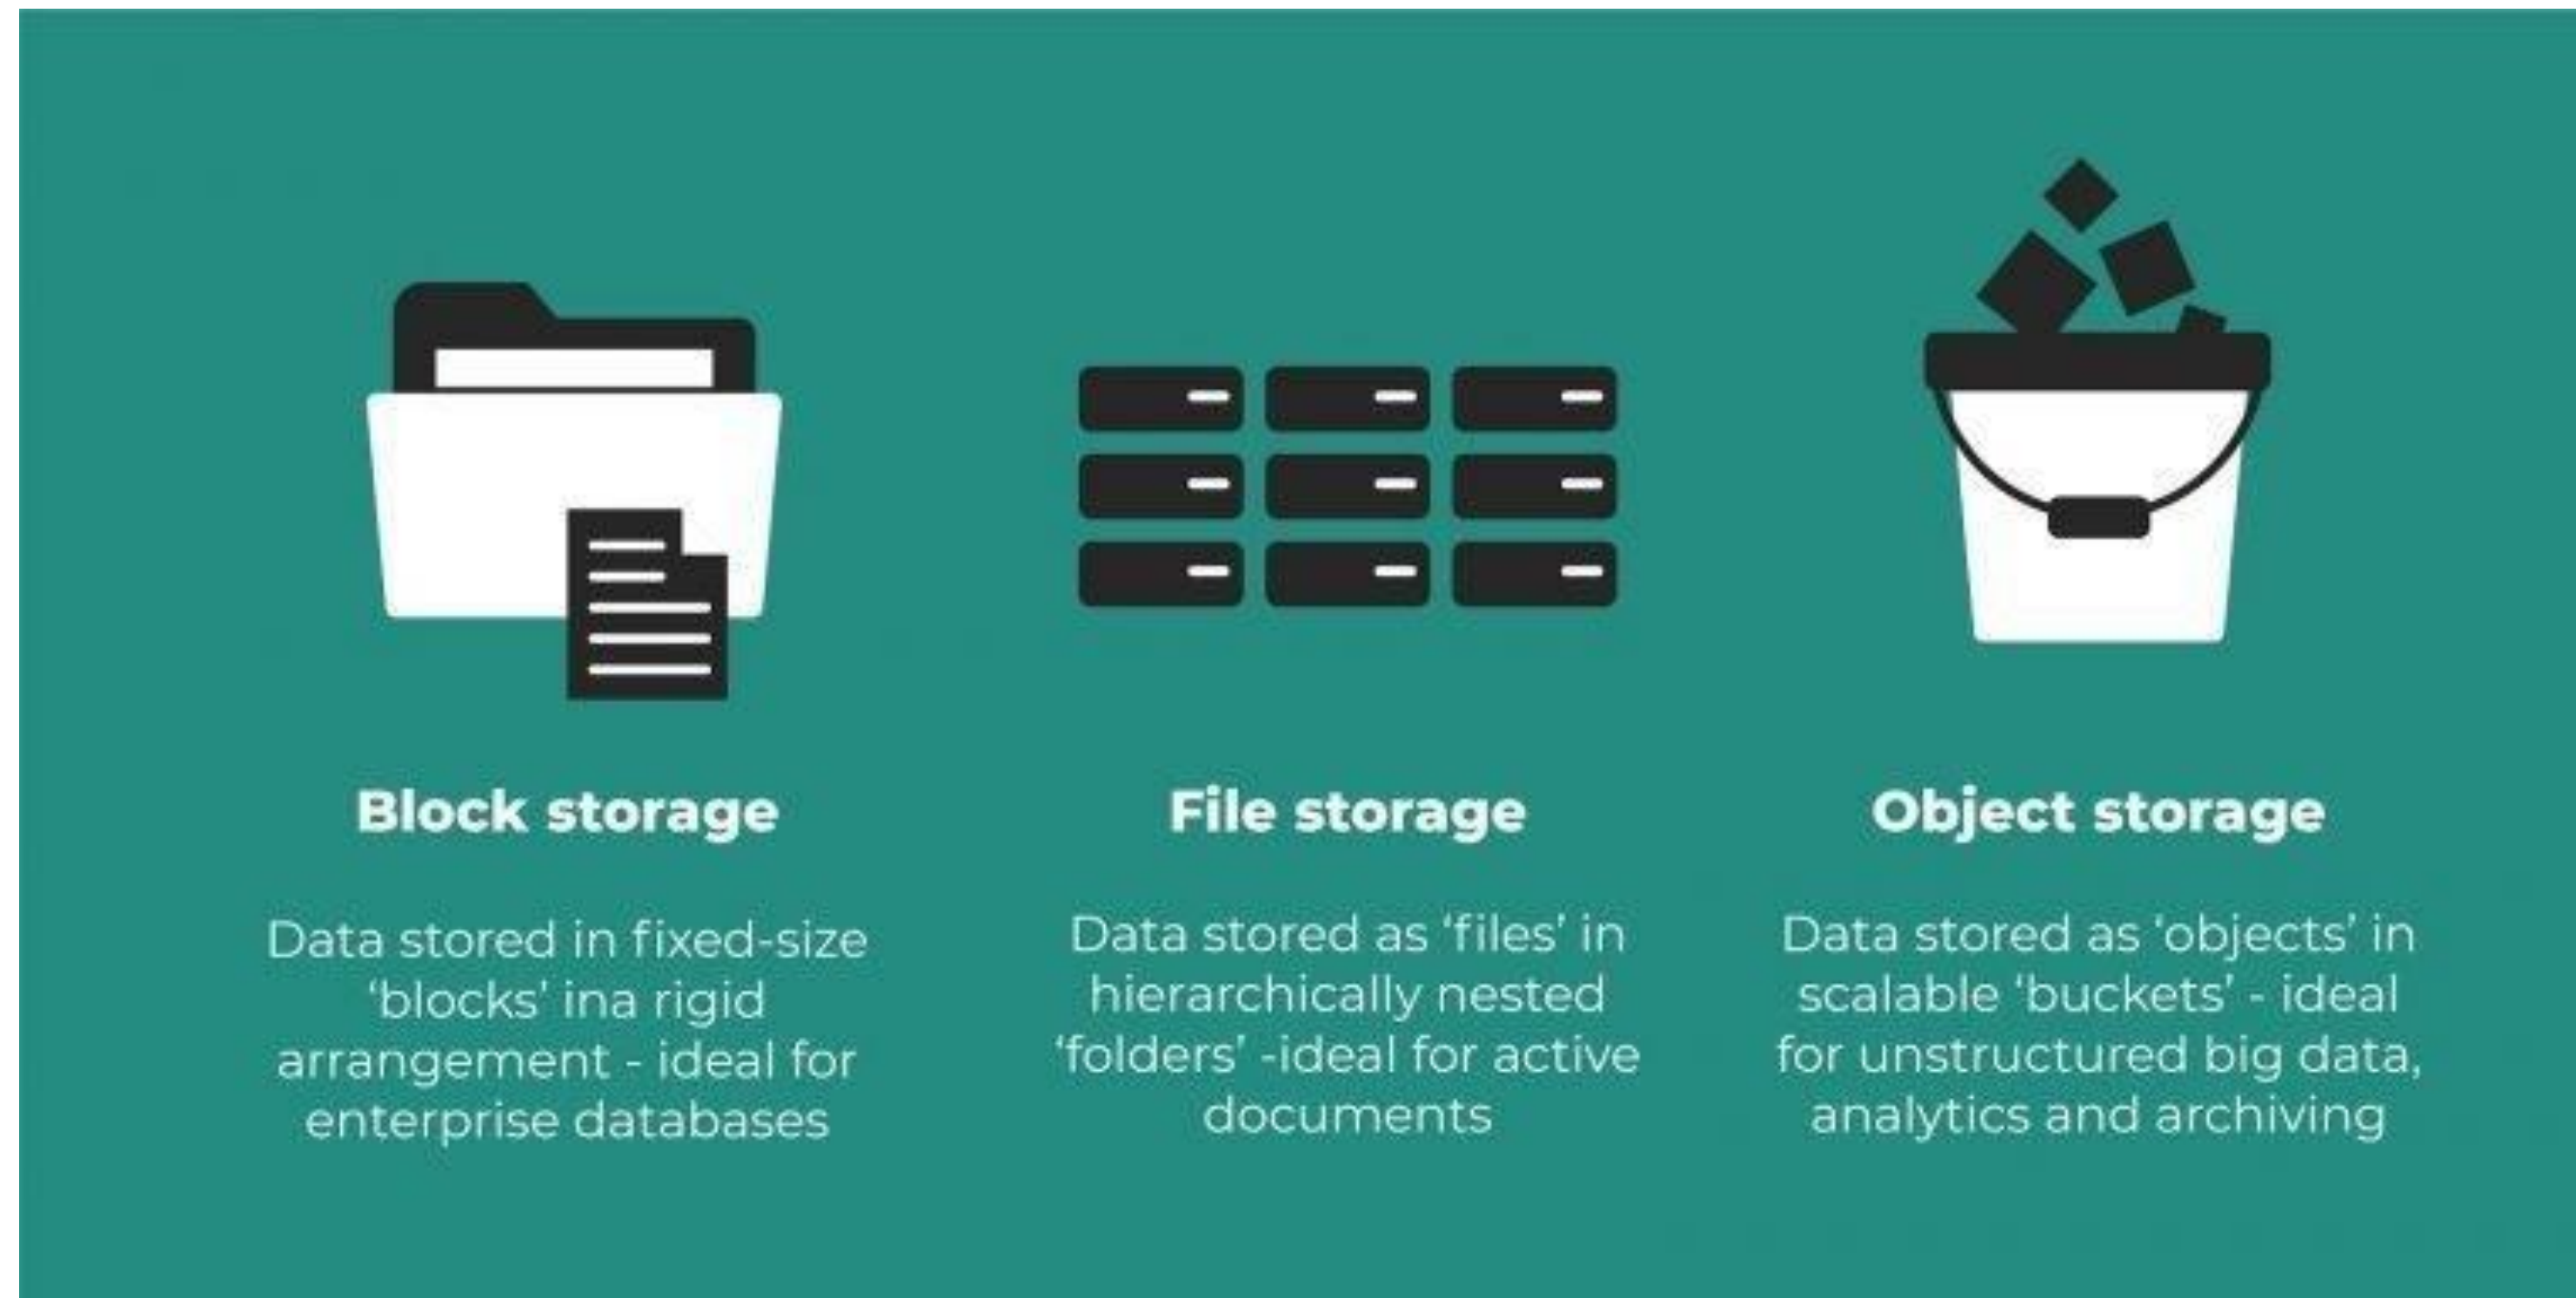 Block storage
Data stored in fixed-size
‘blocks’ ina rigid
arrangement - ideal for
enterprise databases
File storage
Data stored as ‘files’ in
hierarchically nested
‘folders’ -ideal for active
documents
Object storage
Data stored as ‘objects’ in
scalable ‘buckets’ - ideal
for unstructured big data,
analytics and archiving